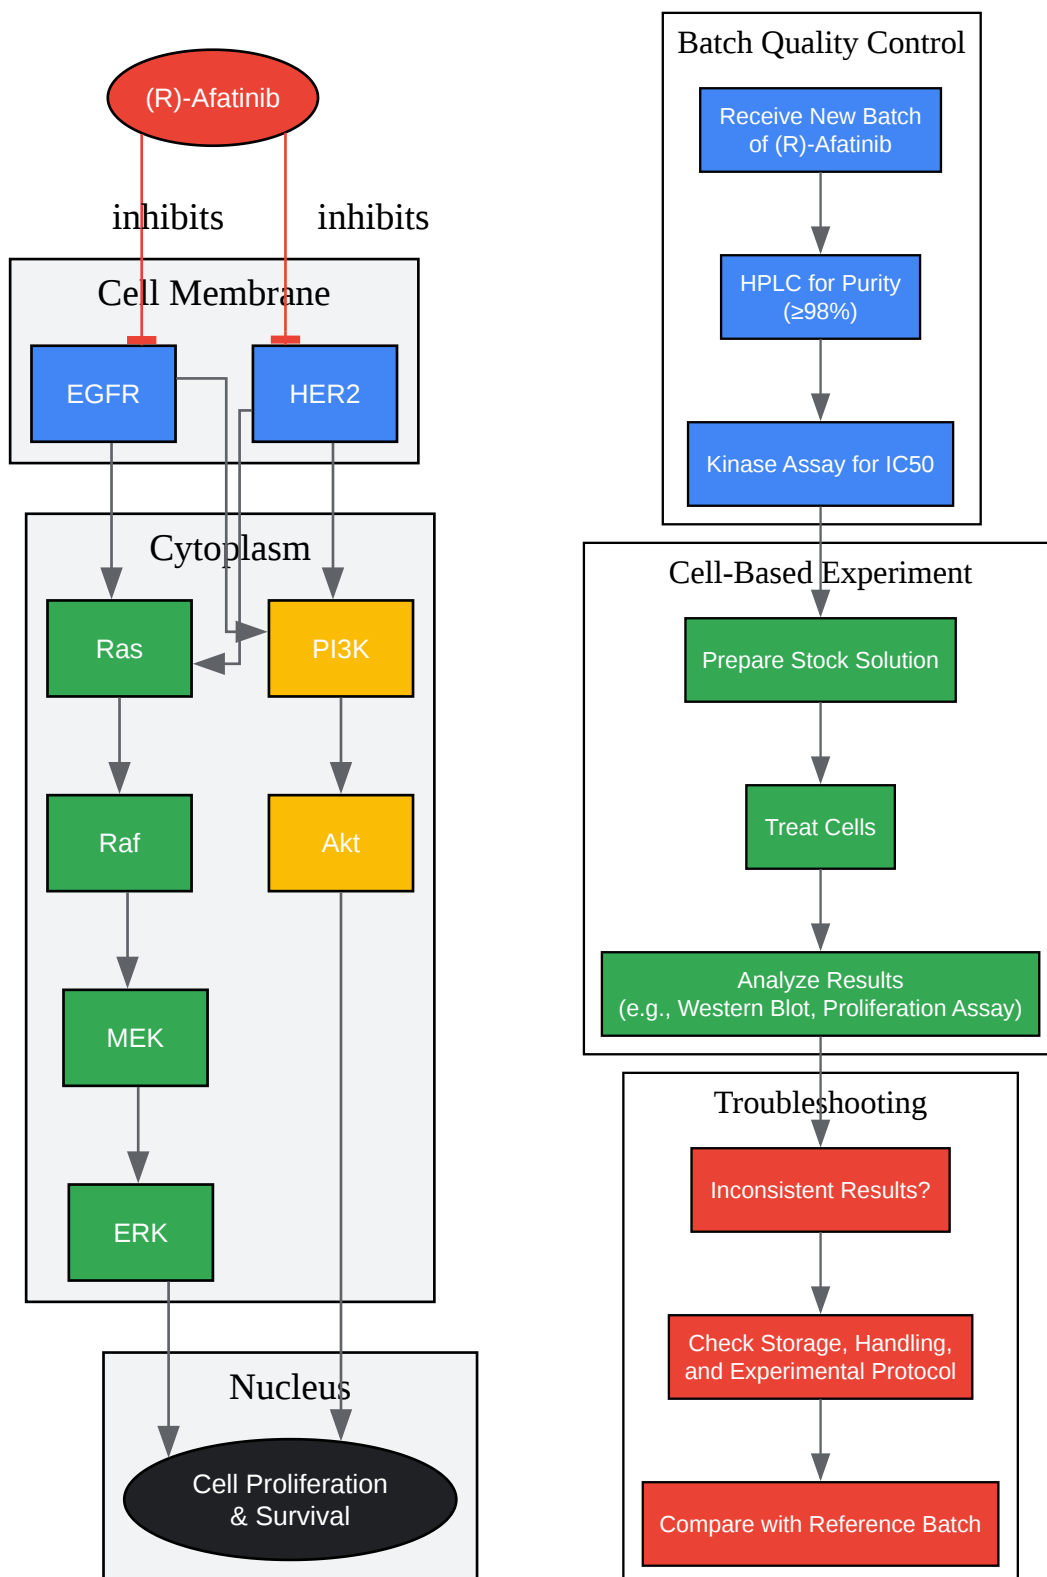 (R)-Afatinib
inhibits
inhibits
Cell Membrane
EGFR
HER2
Cytoplasm
Ras
PI3K
Raf
Akt
MEK
ERK
Nucleus
Cell Proliferation
& Survival
Batch Quality Control
Receive New Batch
of (R)-Afatinib
HPLC for Purity
(≥98%)
Kinase Assay for IC50
Cell-Based Experiment
Prepare Stock Solution
Treat Cells
Analyze Results
(e.g., Western Blot, Proliferation Assay)
Troubleshooting
Inconsistent Results?
Check Storage, Handling,
and Experimental Protocol
Compare with Reference Batch